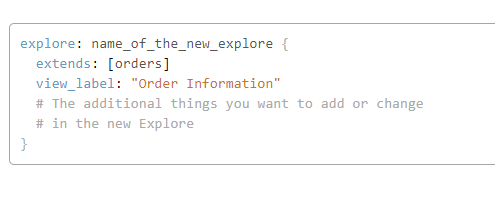 explore: name_of_the_new_explore {
  extends: [orders]
  view_label: "Order Information"
  # The additional things you want to add or change
  # in the new Explore
}